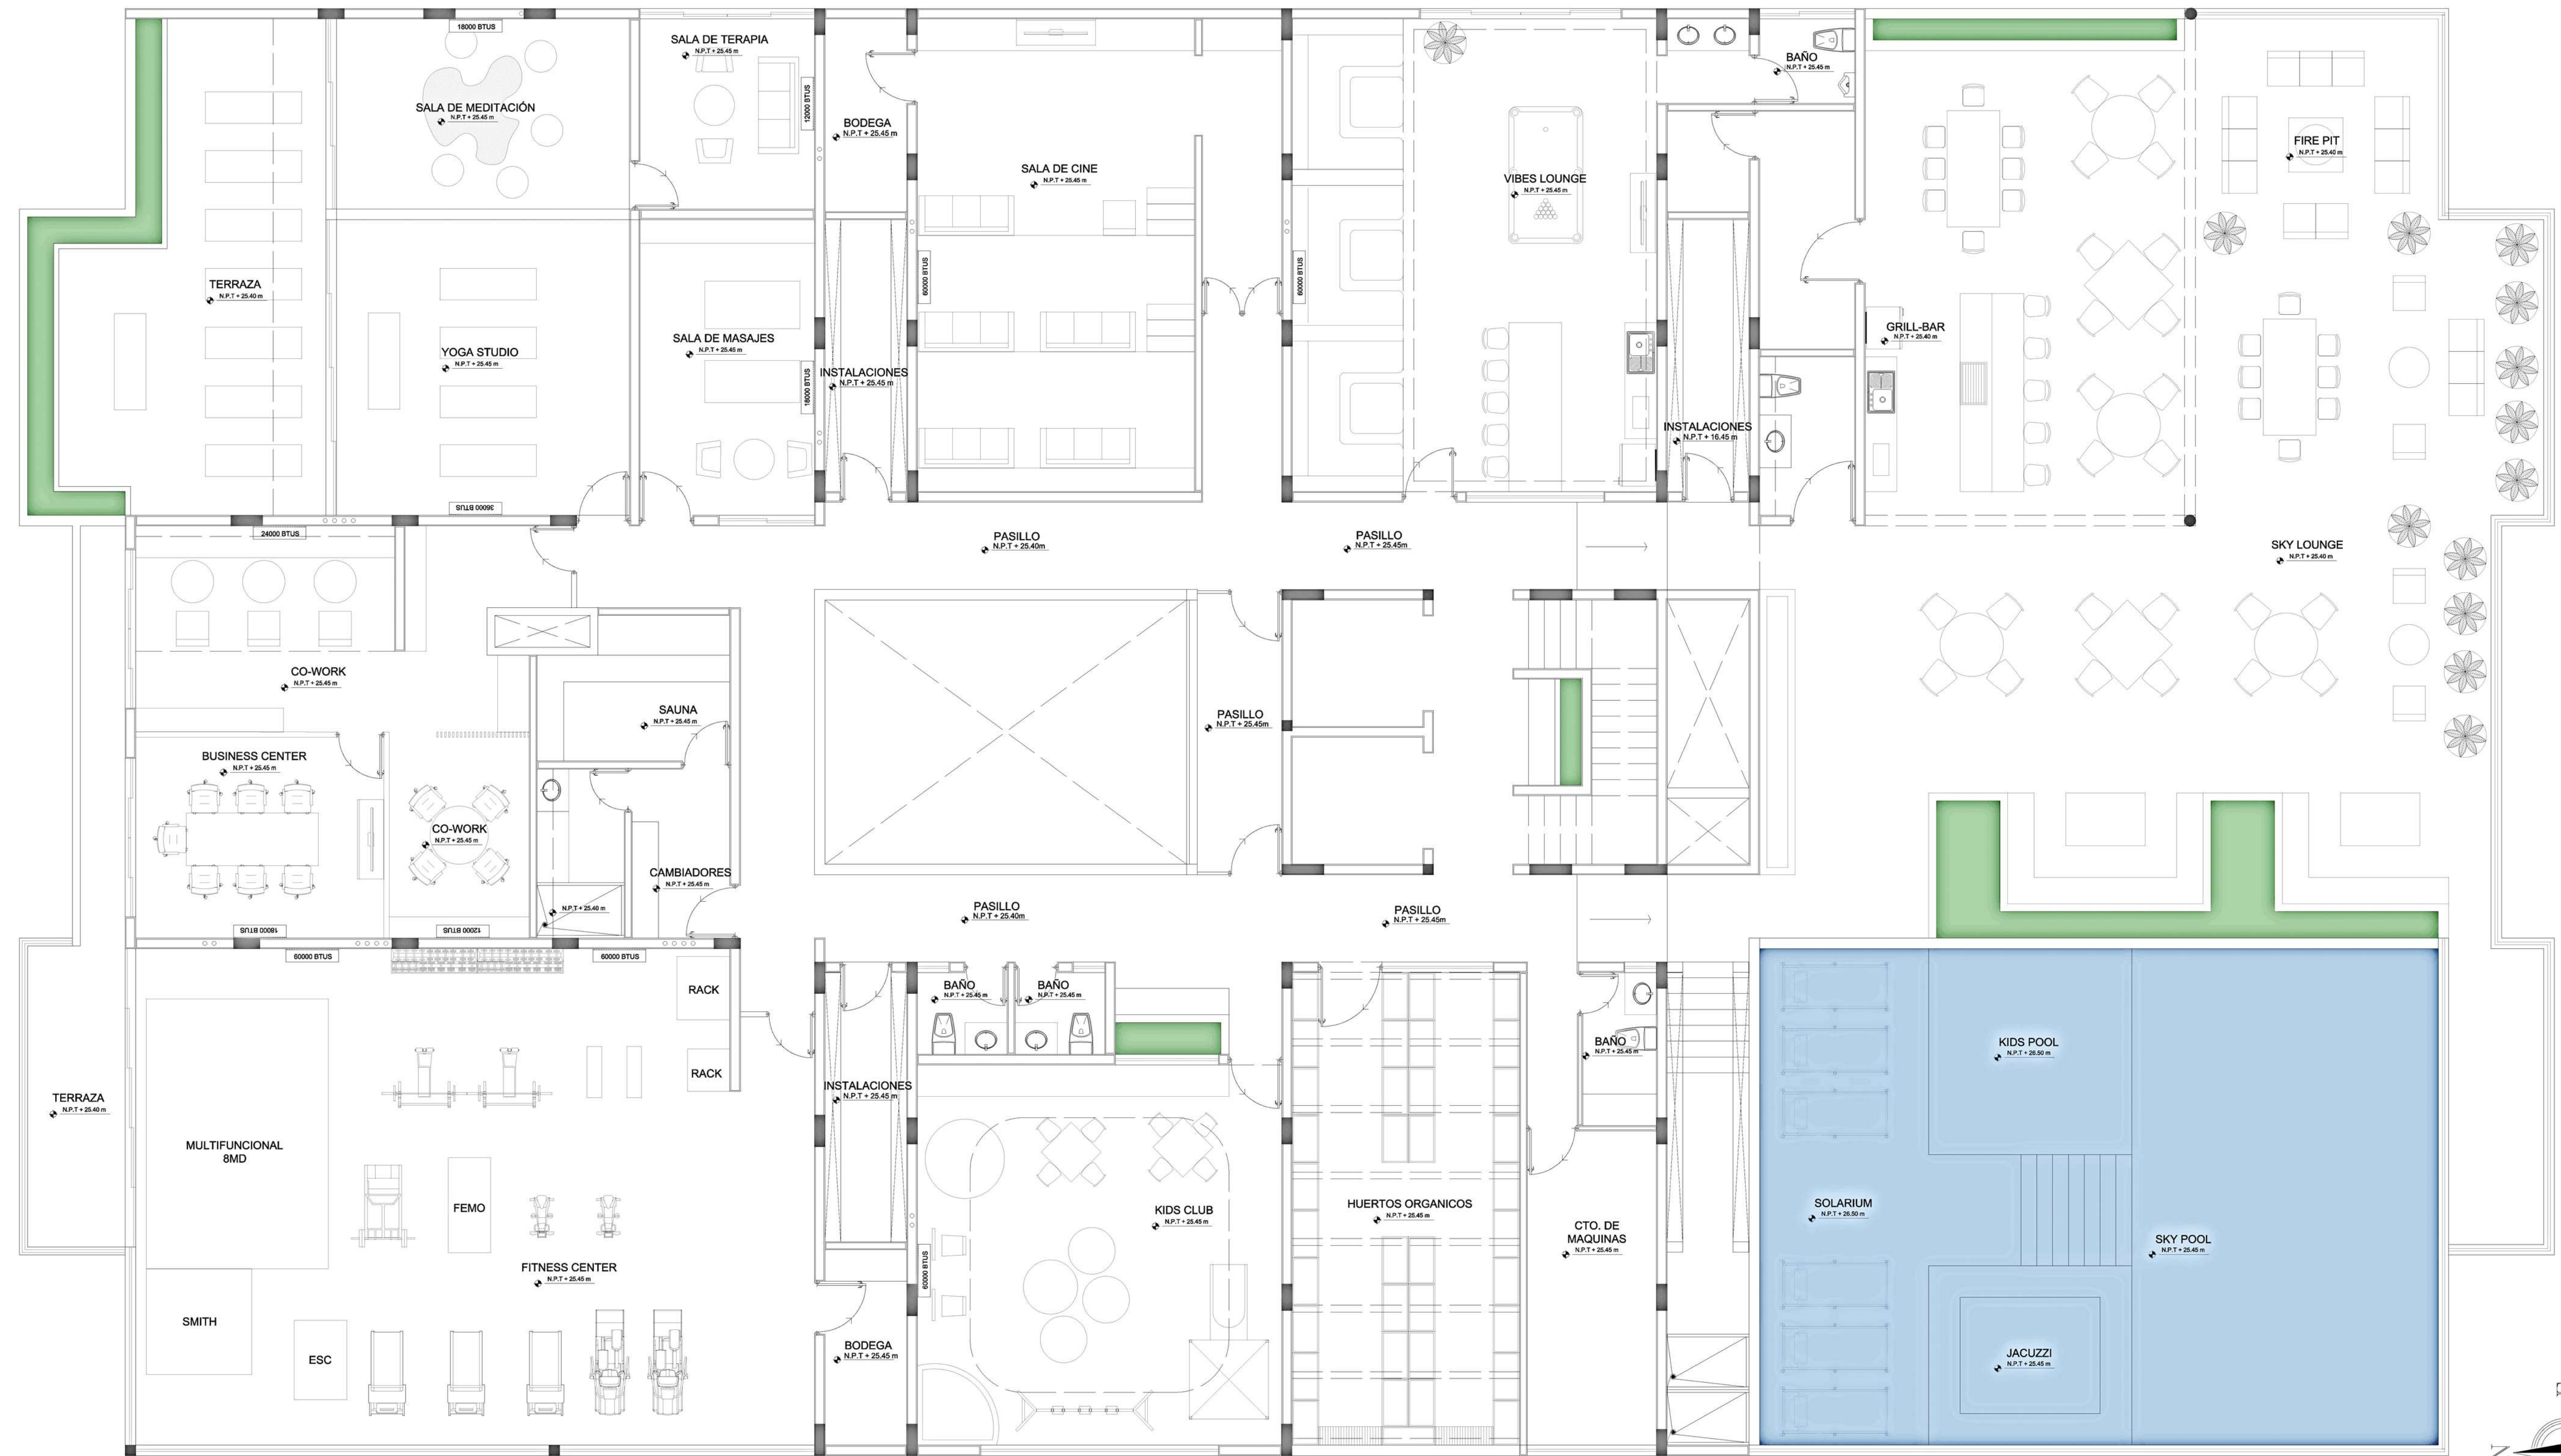 18000 BTUS
SALA DE MEDITACIÓN
N.P.T + 25.45 m
SALA DE TERAPIA
N.P.T + 25.45 m
12000 BTUS
BODEGA
N.P.T + 25.45 m
SALA DE CINE
N.P.T + 25.45 m
60000 BTUS
VIBES LOUNGE
N.P.T + 25.45 m
60000 BTUS
BAÑO
N.P.T + 25.45 m
FIRE PIT
N.P.T + 25.40 m
TERRAZA
N.P.T + 25.40 m
YOGA STUDIO
N.P.T + 25.45 m
36000 BTUS
SALA DE MASAJES
N.P.T + 25.45 m
18000 BTUS
INSTALACIONES
N.P.T + 25.45 m
INSTALACIONES
N.P.T + 16.45 m
GRILL-BAR
N.P.T + 25.40 m
24000 BTUS
PASILLO
N.P.T + 25.40m
PASILLO
N.P.T + 25.45m
SKY LOUNGE
N.P.T + 25.40 m
CO-WORK
N.P.T + 25.45 m
SAUNA
N.P.T + 25.45 m
PASILLO
N.P.T + 25.45m
BUSINESS CENTER
N.P.T + 25.45 m
CO-WORK
N.P.T + 25.45 m
CAMBIADORES
N.P.T + 25.45 m
N.P.T + 25.40 m
18000 BTUS
12000 BTUS
PASILLO
N.P.T + 25.40m
PASILLO
N.P.T + 25.45m
60000 BTUS
60000 BTUS
RACK
RACK
BAÑO
N.P.T + 25.45 m
BAÑO
N.P.T + 25.45 m
BAÑO
N.P.T + 25.45 m
KIDS POOL
N.P.T + 26.50 m
TERRAZA
N.P.T + 25.40 m
MULTIFUNCIONAL
8MD
FEMO
INSTALACIONES
N.P.T + 25.45 m
KIDS CLUB
N.P.T + 25.45 m
60000 BTUS
HUERTOS ORGANICOS
N.P.T + 25.45 m
CTO. DE
MAQUINAS
N.P.T + 25.45 m
SOLARIUM
N.P.T + 26.50 m
SKY POOL
N.P.T + 25.45 m
FITNESS CENTER
N.P.T + 25.45 m
SMITH
ESC
BODEGA
N.P.T + 25.45 m
JACUZZI
N.P.T + 25.45 m
N